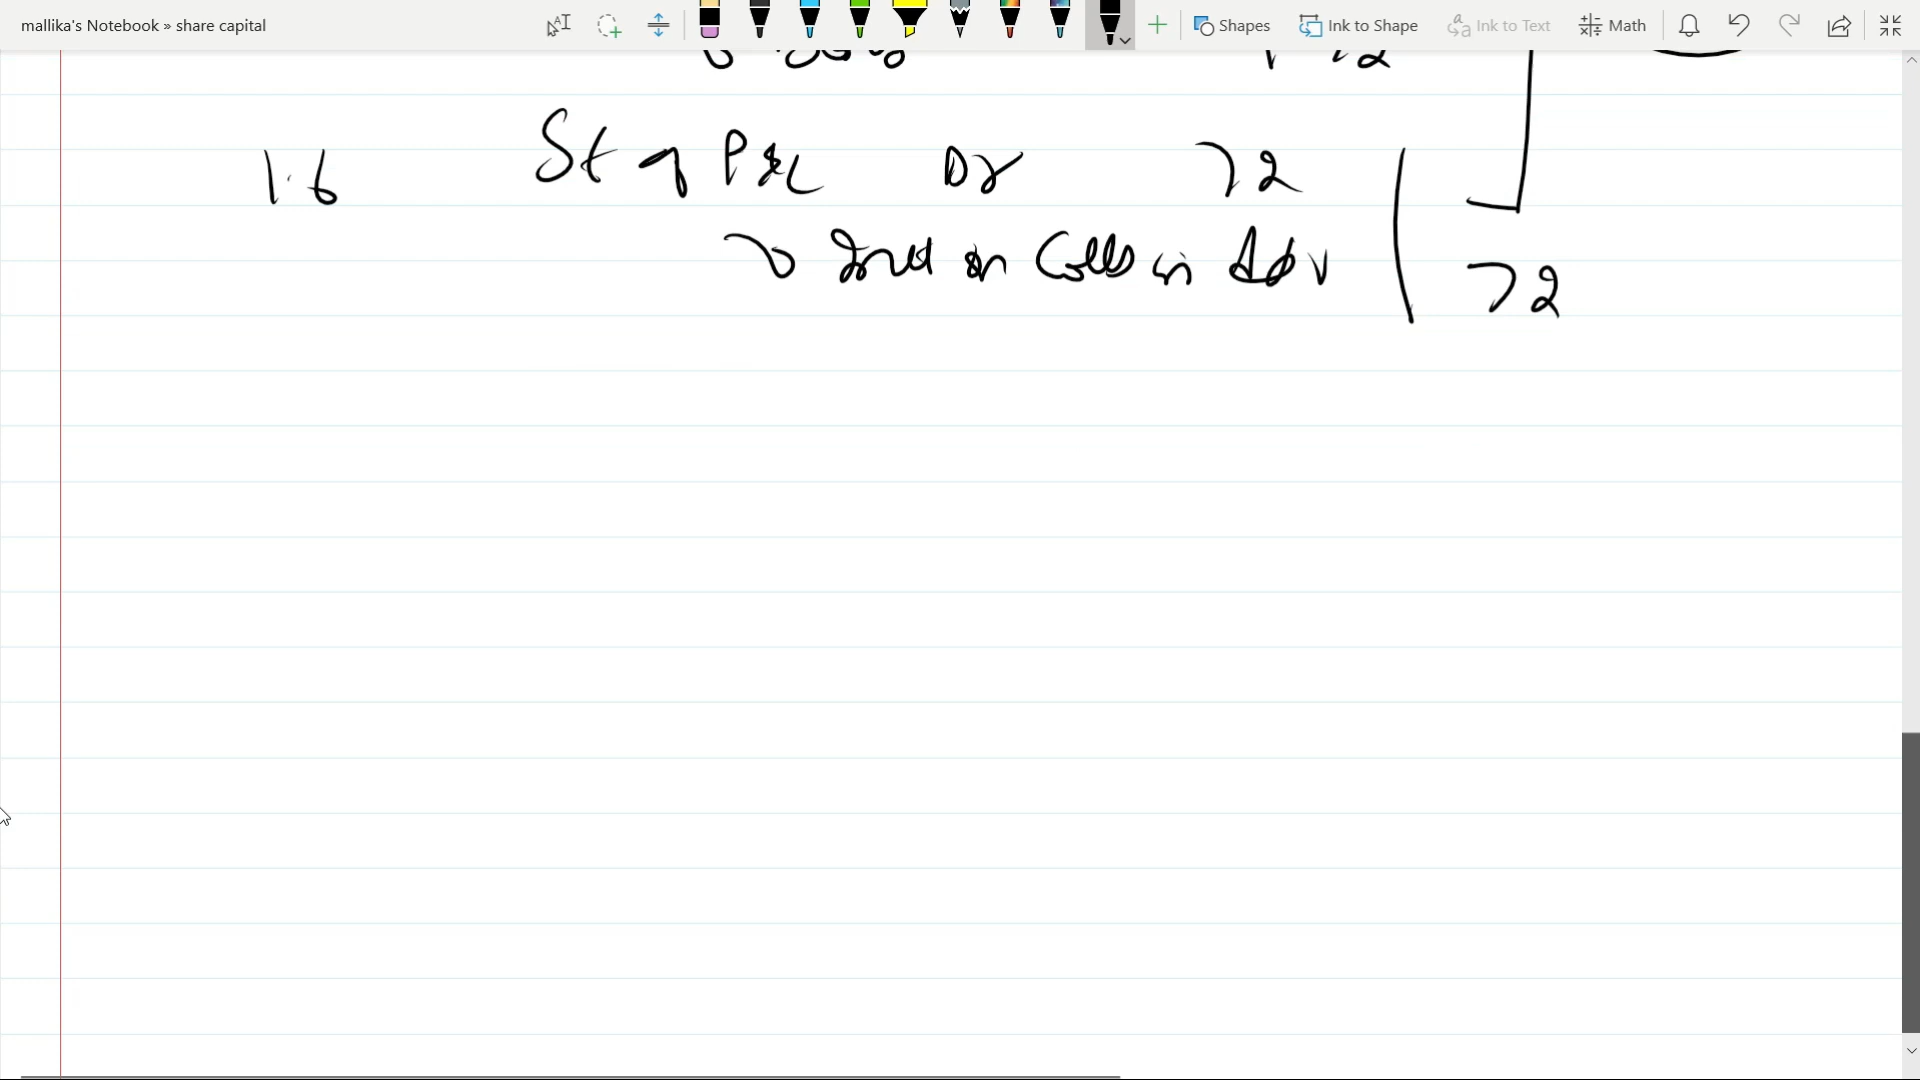 mallika's Notebook » share capital
Shapes Ink to Shape Ink to Text Math
72
1.6 St of P&L Dr 72
To Int on Calls in Adv 72